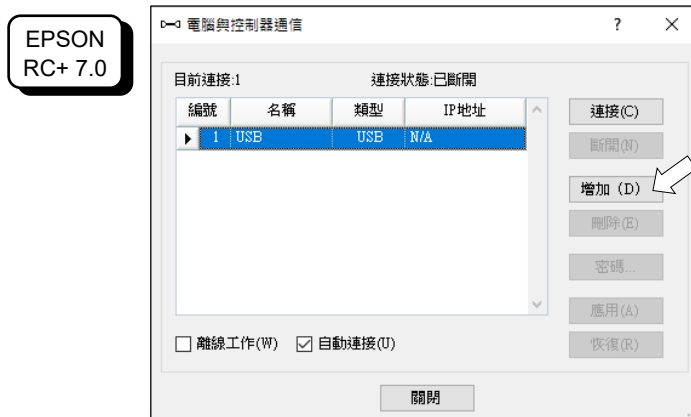 EPSON
RC+ 7.0
電腦與控制器通信
?
目前連接:1
連接狀態:已斷開
編號 名稱 類型 IP地址
1 USB USB N/A
連接(C)
斷開(N)
增加 (D)
刪除(E)
密碼...
應用(A)
恢復(R)
離線工作(W) 自動連接(U)
關閉